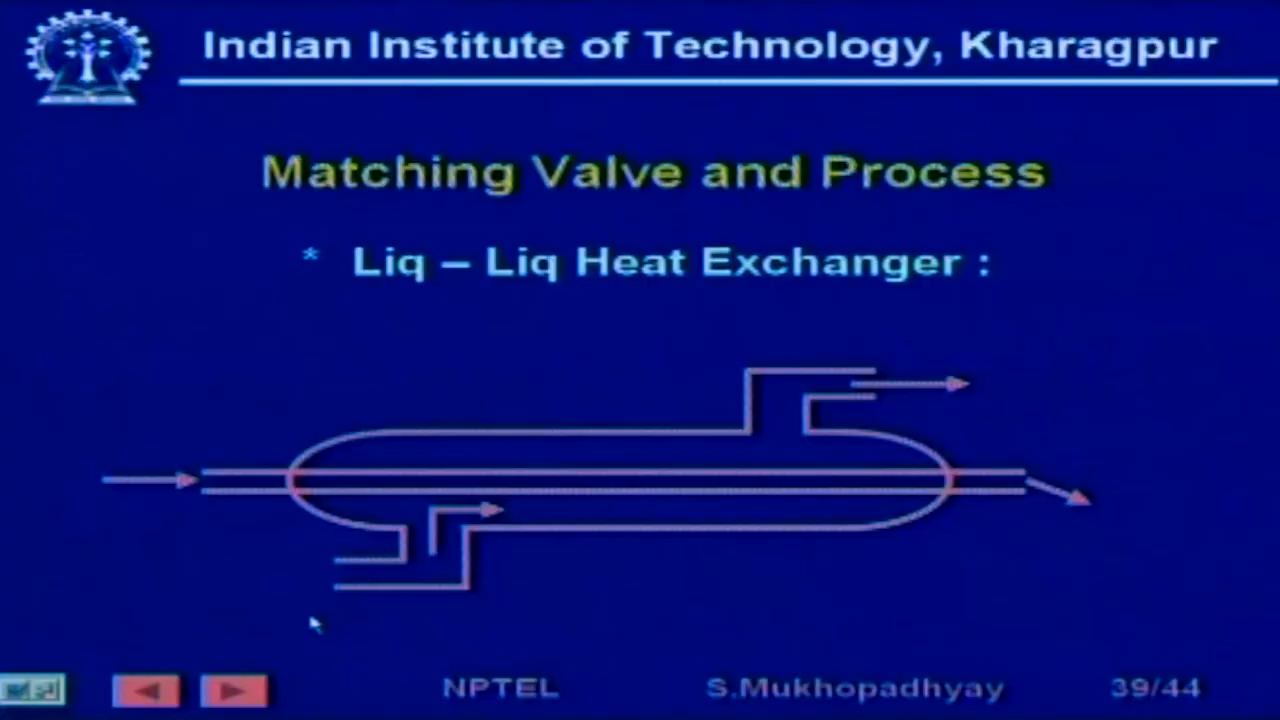 Indian Institute of Technology, Kharagpur
Matching Valve and Process
* Liq – Liq Heat Exchanger :
NPTEL S.Mukhopadhyay 39/44